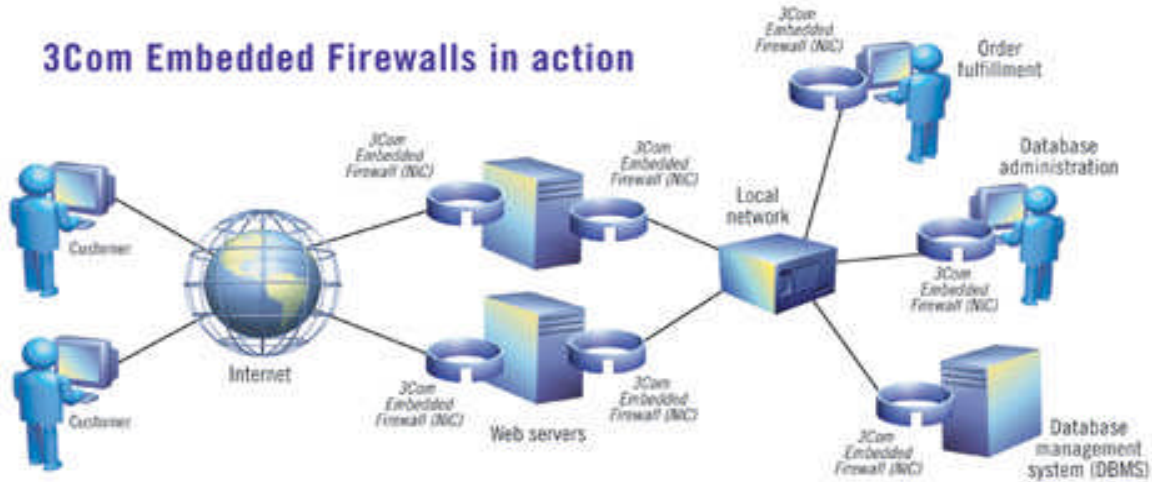 3Com Embedded Firewalls in action
3Com
Embedded
Firewall (NIC)
Order
fulfillment
3Com
Embedded
Firewall (NIC)
3Com
Embedded
Firewall (NIC)
Database
administration
Local
network
Customer
3Com
Embedded
Firewall (NIC)
Internet
3Com
Embedded
Firewall (NIC)
3Com
Embedded
Firewall (NIC)
Customer
Web servers
3Com
Embedded
Firewall (NIC)
Database
management
system (DBMS)